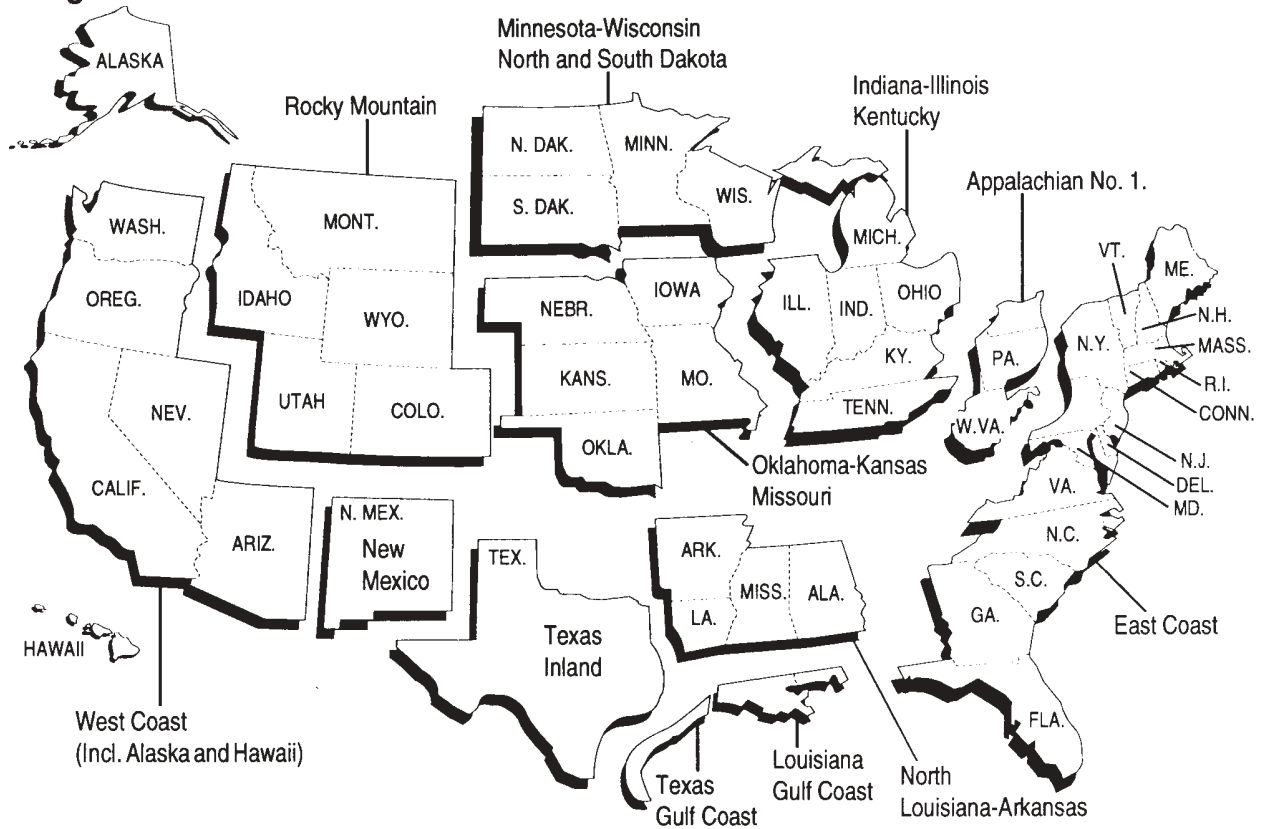 Minnesota-Wisconsin
North and South Dakota
ALASKA
Rocky Mountain
Indiana-Illinois
Kentucky
N. DAK.
MINN.
S. DAK.
WIS.
Appalachian No. 1.
WASH.
MONT.
MICH.
VT.
ME.
OREG.
IDAHO
WYO.
NEBR.
IOWA
ILL.
IND.
OHIO
N.H.
PA.
N.Y.
MASS.
KY.
R.I.
NEV.
UTAH
COLO.
KANS.
MO.
TENN.
CONN.
W.VA.
OKLA.
N.J.
Oklahoma-Kansas
Missouri
DEL.
CALIF.
VA.
MD.
N. MEX.
New
Mexico
ARIZ.
TEX.
ARK.
N.C.
MISS.
ALA.
S.C.
LA.
GA.
East Coast
HAWAII
Texas
Inland
West Coast
(Incl. Alaska and Hawaii)
FLA.
Texas
Gulf Coast
Louisiana
Gulf Coast
North
Louisiana-Arkansas